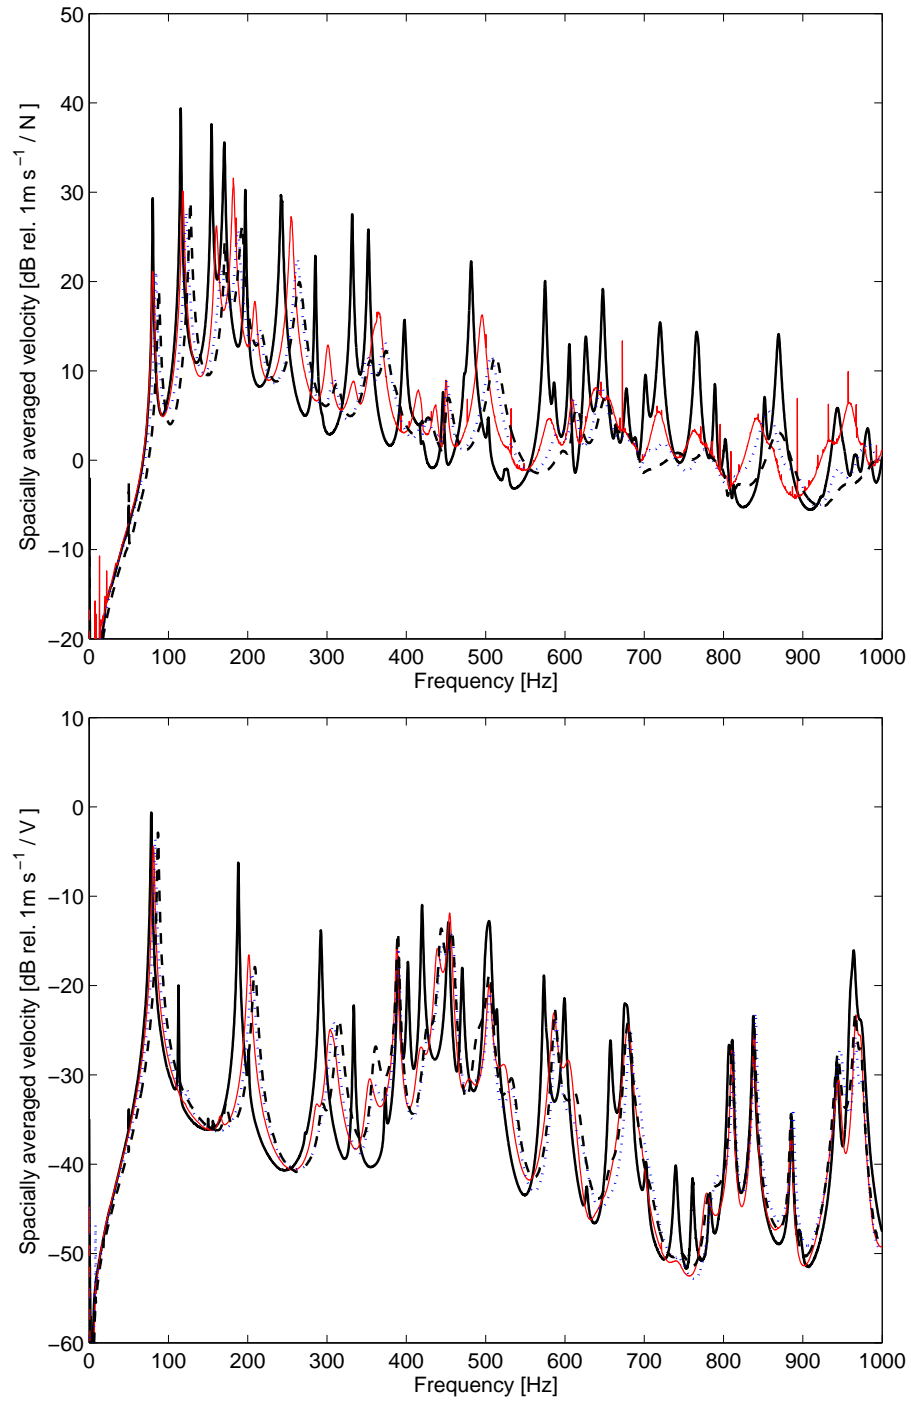 50
40
30
20
10
0
−10
−20
Spacially averaged velocity [dB rel. 1m s⁻¹ / N ]
0 100 200 300 400 500 600 700 800 900 1000
Frequency [Hz]
10
0
−10
−20
−30
−40
−50
−60
Spacially averaged velocity [dB rel. 1m s⁻¹ / V ]
0 100 200 300 400 500 600 700 800 900 1000
Frequency [Hz]